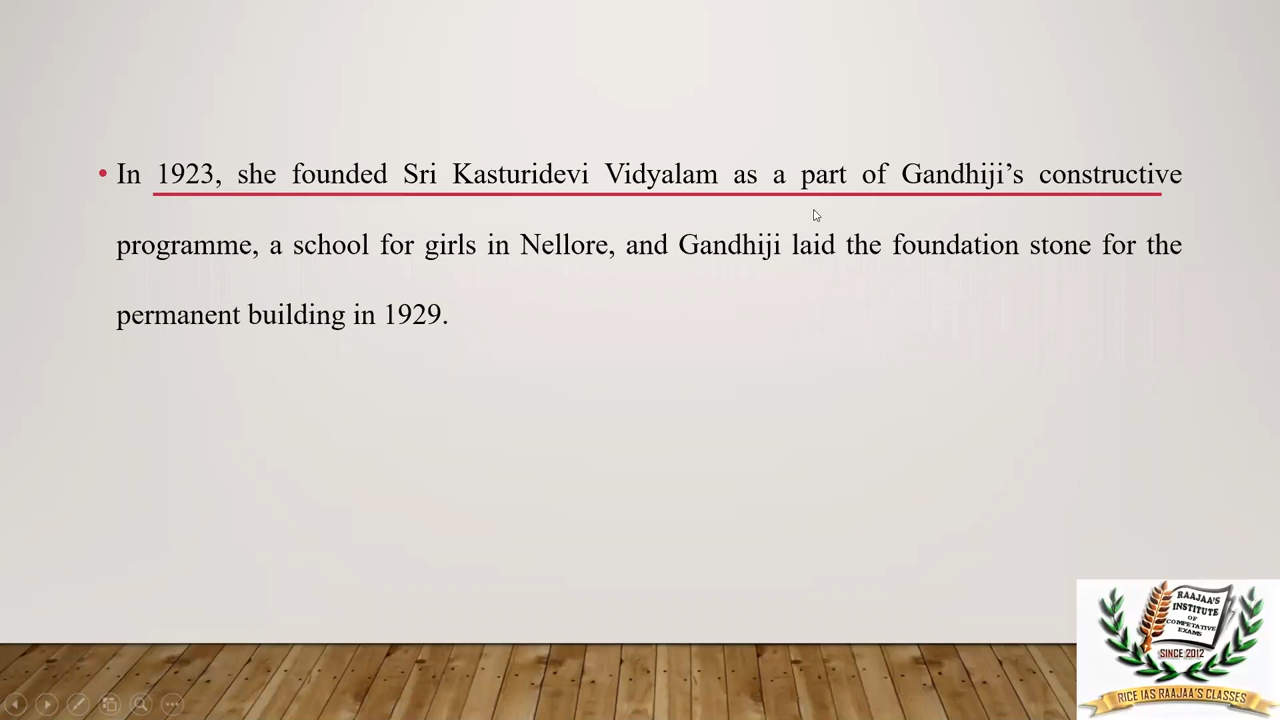 • In 1923, she founded Sri Kasturidevi Vidyalam as a part of Gandhiji’s constructive
programme, a school for girls in Nellore, and Gandhiji laid the foundation stone for the
permanent building in 1929.
RAAJAA'S
INSTITUTE
OF
COMPETATIVE
EXAMS
SINCE 2012
RICE IAS RAAJAA'S CLASSES